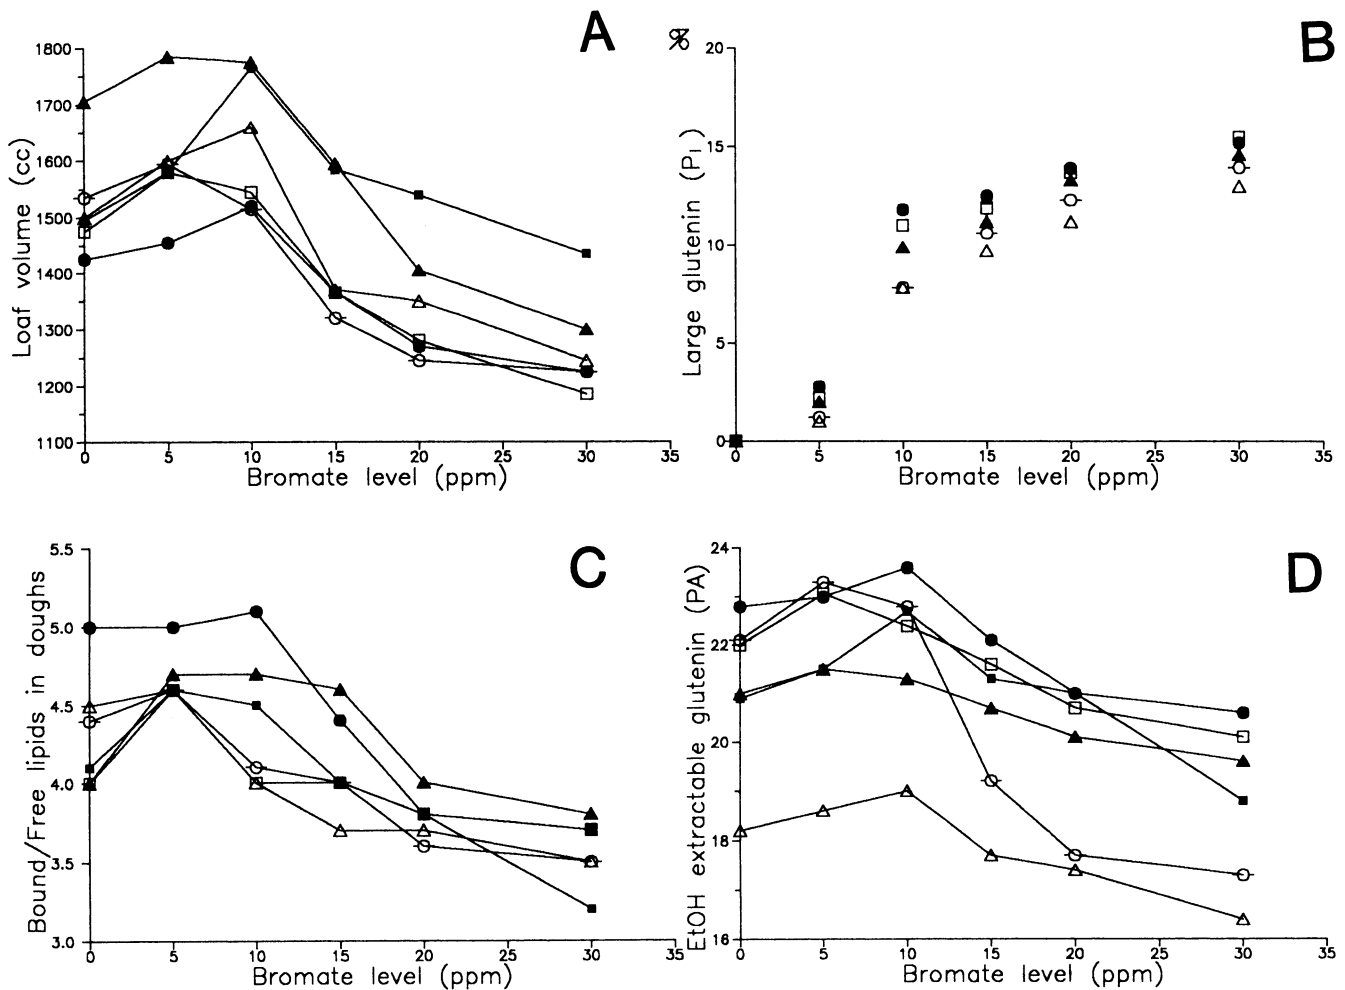 A
1800
1700
1600
1500
1400
1300
1200
1100
Loaf volume (cc)
0 5 10 15 20 25 30 35
Bromate level (ppm)
B
%
20
15
10
5
0
Large glutenin (P₁)
0 5 10 15 20 25 30 35
Bromate level (ppm)
C
5.5
5.0
4.5
4.0
3.5
3.0
Bound/Free lipids in doughs
0 5 10 15 20 25 30 35
Bromate level (ppm)
D
24
22
20
18
16
EtOH extractable glutenin (PA)
0 5 10 15 20 25 30 35
Bromate level (ppm)